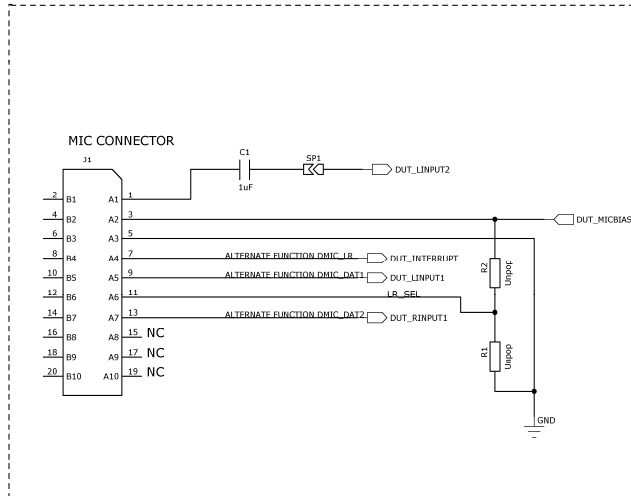 MIC CONNECTOR
J1
C1
1uF
SP1
DUT_LINPUT2
2 B1 A1 1
4 B2 A2 3
DUT_MICBIAS
6 B3 A3 5
8 B4 A4 7 ALTERNATE FUNCTION DMIC_LR DUT_INTERRUPT
10 B5 A5 9 ALTERNATE FUNCTION DMIC_DAT1 DUT_LINPUT1
12 B6 A6 11 LR_SEL
14 B7 A7 13 ALTERNATE FUNCTION DMIC_DAT2 DUT_RINPUT1
16 B8 A8 15 NC
18 B9 A9 17 NC
20 B10 A10 19 NC
R2
Unpop
R1
Unpop
GND